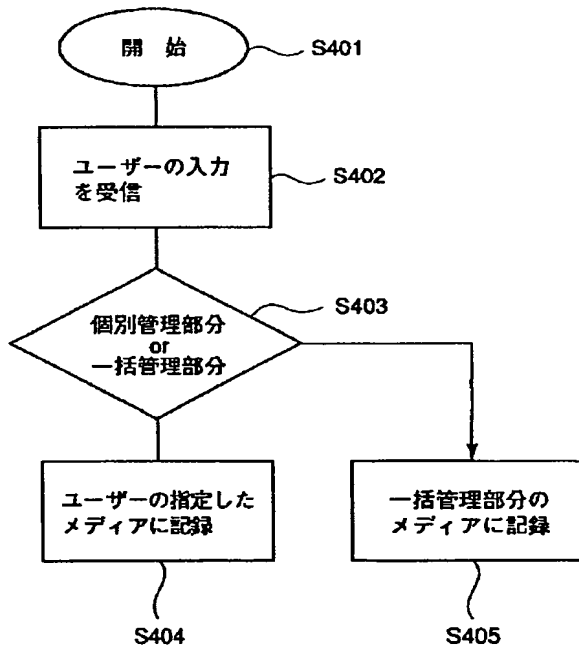 開 始
S401
ユーザーの入力
を受信
S402
S403
個別管理部分
or
一括管理部分
ユーザーの指定した
メディアに記録
一括管理部分の
メディアに記録
S404
S405